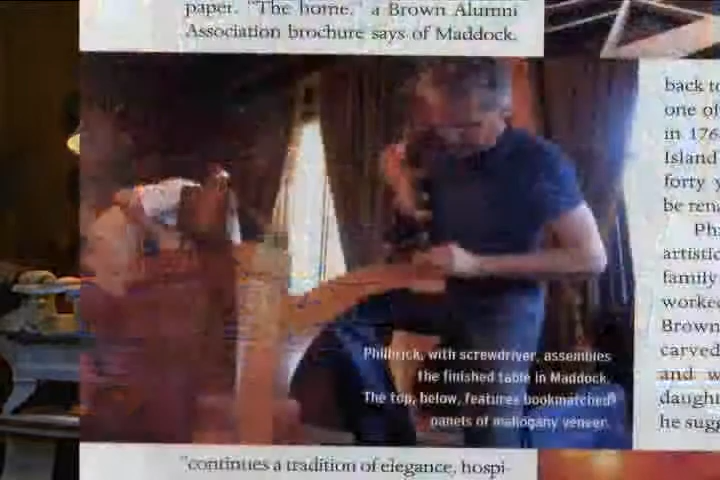 paper. "The home," a Brown Alumni
Association brochure says of Maddock.
Philbrick, with screwdriver, assembles
the finished table in Maddock.
The top, below, features bookmatched
panels of mahogany veneer.
"continues a tradition of elegance, hospi-
back to
one of
in 176
Island
forty y
be rena
Ph
artistic
family
worke
Brown
carved
and w
daught
he sugg